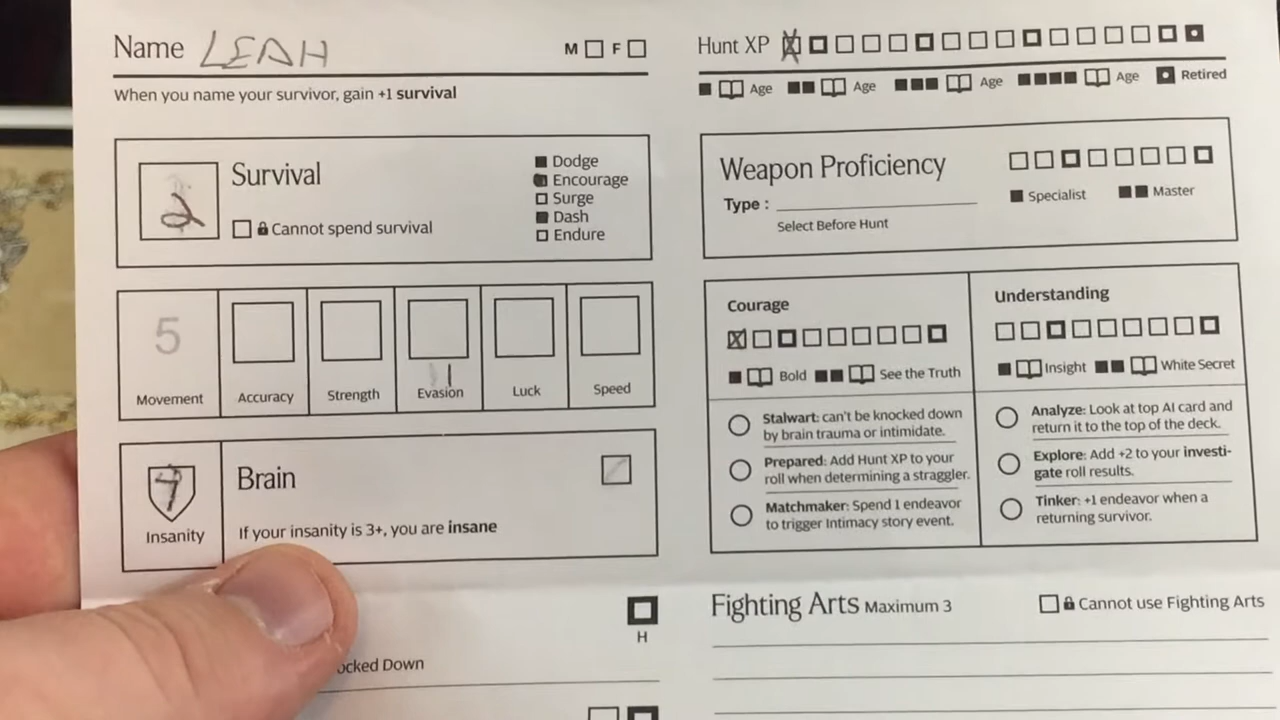 Name LEAH M F
When you name your survivor, gain +1 survival
2 Survival
Cannot spend survival
Dodge
Encourage
Surge
Dash
Endure
5
1
Movement Accuracy Strength Evasion Luck Speed
Brain
Insanity
If your insanity is 3+, you are insane
H
ocked Down
Hunt XP
Age Age Age Age Retired
Weapon Proficiency
Type :
Select Before Hunt
Specialist Master
Courage
Bold See the Truth
Stalwart: can't be knocked down
by brain trauma or intimidate.
Prepared: Add Hunt XP to your
roll when determining a straggler.
Matchmaker: Spend 1 endeavor
to trigger Intimacy story event.
Understanding
Insight White Secret
Analyze: Look at top AI card and
return it to the top of the deck.
Explore: Add +2 to your investi-
gate roll results.
Tinker: +1 endeavor when a
returning survivor.
Fighting Arts Maximum 3
Cannot use Fighting Arts